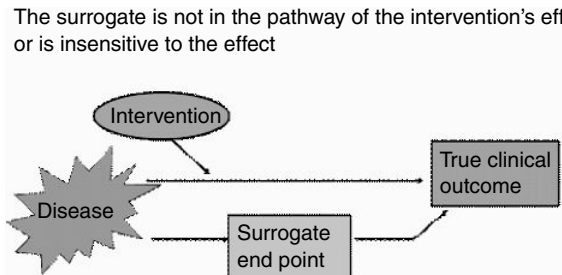 The surrogate is not in the pathway of the intervention's
or is insensitive to the effect
Intervention
True clinical
outcome
Disease
Surrogate
end point